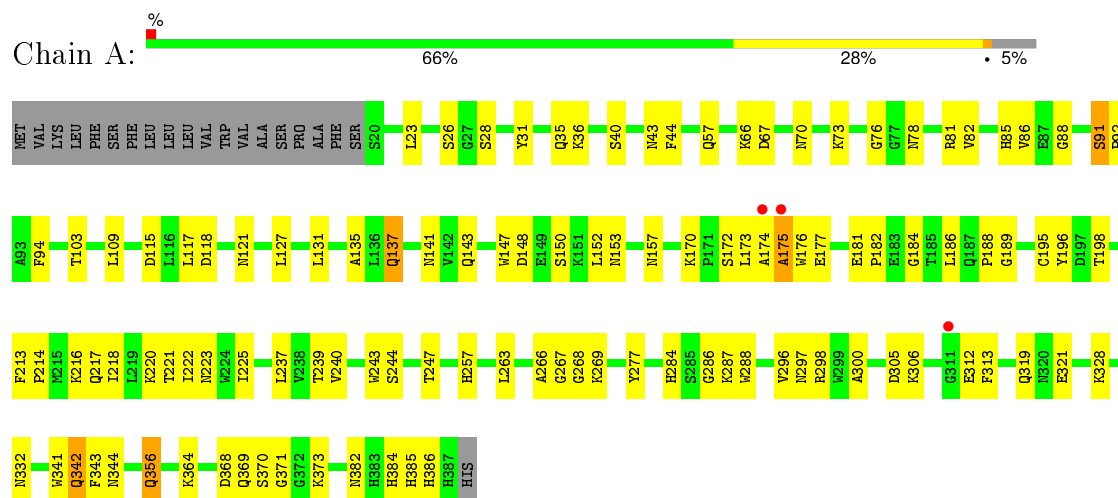 %
Chain A:
66% 28% • 5%
MET VAL LYS LEU PHE SER PHE LEU LEU LEU VAL TRP VAL ALA SER PRO ALA PHE SER S20 L23 S26 G27 S28 Y31 Q35 K36 S40 N43 F44 Q57 K66 D67 N70 K73 G76 G77 N78 R81 V82 H85 V86 E87 G88 S91
A93 F94 T103 L109 D115 L116 L117 D118 N121 L127 L131 A135 L136 Q137 N141 V142 Q143 W147 D148 E149 S150 K151 L152 N153 N157 K170 P171 S172 L173 A174 A175 W176 E177 E181 P182 E183 G184 T185 L186 Q187 P188 G189 C195 Y196 D197 T198
F213 P214 M215 K216 Q217 I218 L219 K220 T221 I222 N223 W224 I225 L237 V238 T239 V240 W243 S244 T247 H257 L263 A266 G267 G268 K269 Y277 H284 S285 G286 K287 W288 V296 N297 R298 W299 A300 D305 K306 G311 E312 F313 Q319 N320 E321 K328
N332 W341 Q342 F343 N344 Q356 K364 D368 Q369 S370 G371 G372 K373 N382 H383 H384 H385 H386 H387 HIS